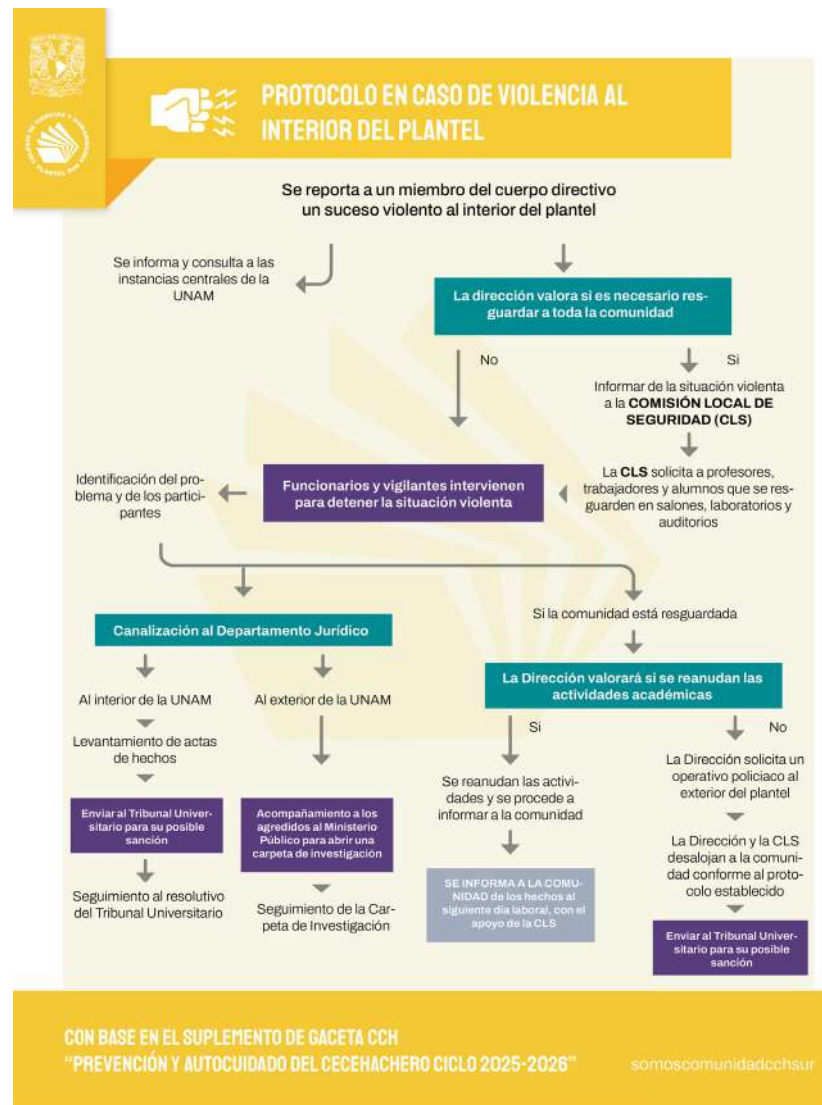 PROTOCOLO EN CASO DE VIOLENCIA AL
INTERIOR DEL PLANTEL
Se reporta a un miembro del cuerpo directivo
un suceso violento al interior del plantel
Se informa y consulta a las
instancias centrales de la
UNAM
La dirección valora si es necesario res-
guardar a toda la comunidad
No
Si
Informar de la situación violenta
a la COMISIÓN LOCAL DE
SEGURIDAD (CLS)
La CLS solicita a profesores,
trabajadores y alumnos que se res-
guarden en salones, laboratorios y
auditorios
Funcionarios y vigilantes intervienen
para detener la situación violenta
Identificación del pro-
blema y de los partici-
pantes
Canalización al Departamento Jurídico
Al interior de la UNAM
Levantamiento de actas
de hechos
Enviar al Tribunal Univer-
sitario para su posible
sanción
Seguimiento al resolutivo
del Tribunal Universitario
Al exterior de la UNAM
Acompañamiento a los
agredidos al Ministerio
Público para abrir una
carpeta de investigación
Seguimiento de la Car-
peta de Investigación
Si la comunidad está resguardada
La Dirección valorará si se reanudan las
actividades académicas
Si
Se reanudan las activi-
dades y se procede a
informar a la comunidad
SE INFORMA A LA COMU-
NIDAD de los hechos al
siguiente día laboral, con el
apoyo de la CLS
No
La Dirección solicita un
operativo policiaco al
exterior del plantel
La Dirección y la CLS
desalojan a la comuni-
dad conforme al proto-
colo establecido
Enviar al Tribunal Univer-
sitario para su posible
sanción
CON BASE EN EL SUPLEMENTO DE GACETA CCH
"PREVENCIÓN Y AUTOCUIDADO DEL CECEHACHERO CICLO 2025-2026"
somoscomunidadcchsur